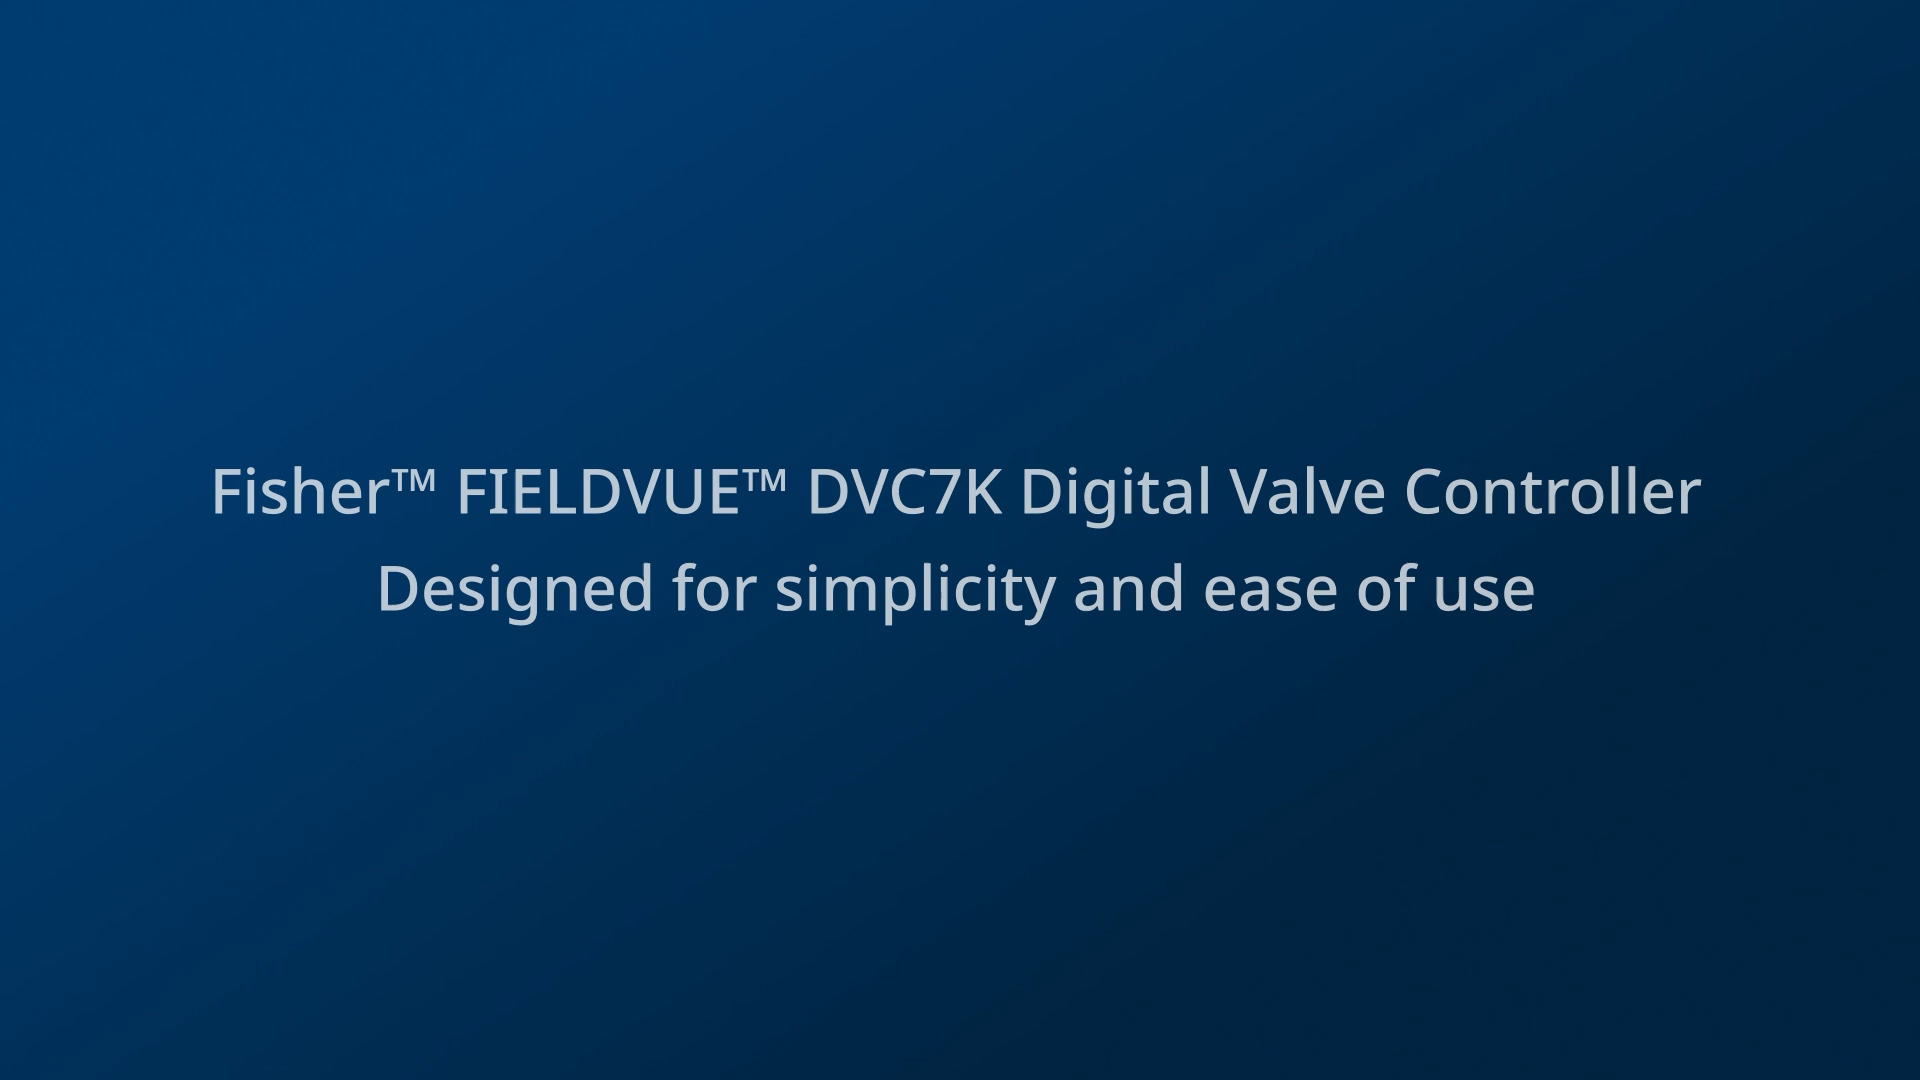 Fisher™ FIELDVUE™ DVC7K Digital Valve Controller
Designed for simplicity and ease of use